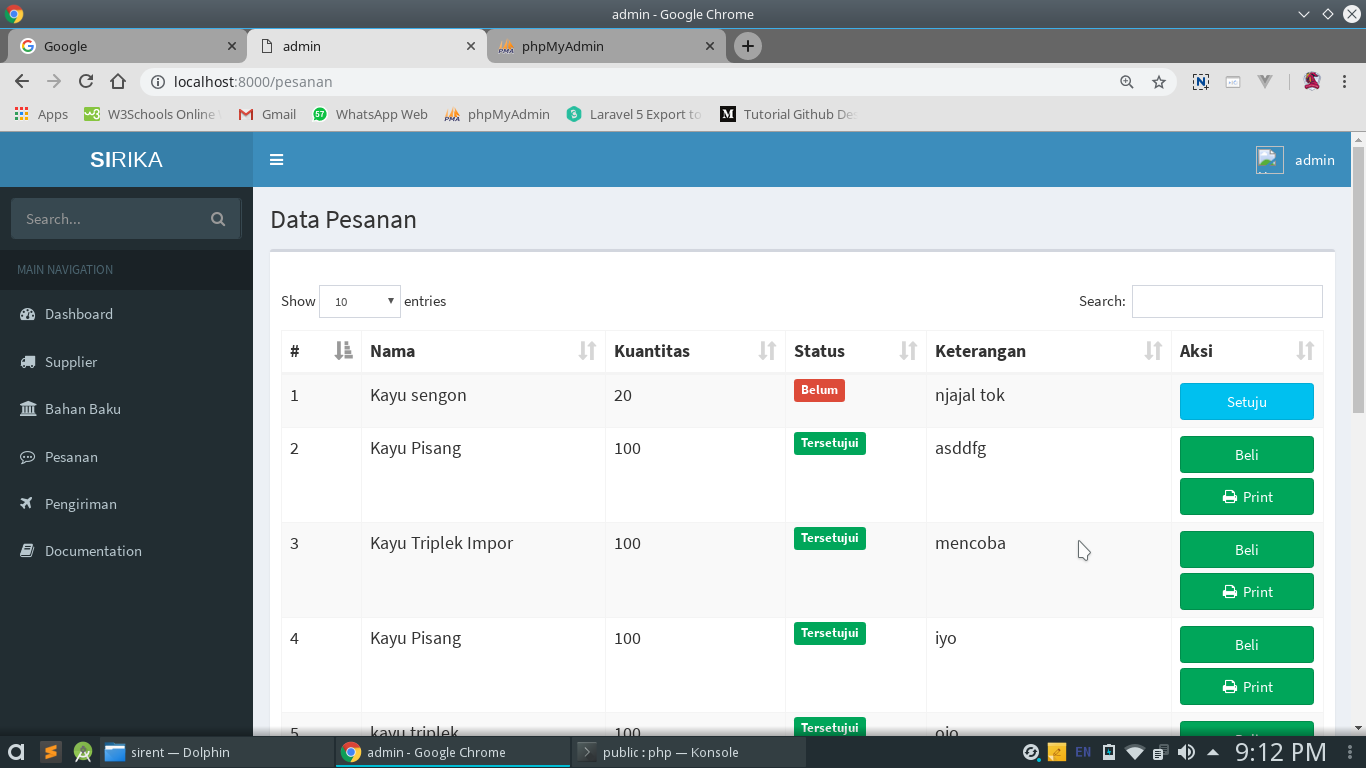 admin - Google Chrome
Google
admin
phpMyAdmin
localhost:8000/pesanan
Apps
W3Schools Online
Gmail
WhatsApp Web
phpMyAdmin
Laravel 5 Export to
Tutorial Github Des
SIRIKA
admin
Search...
MAIN NAVIGATION
Dashboard
Supplier
Bahan Baku
Pesanan
Pengiriman
Documentation
Data Pesanan
Show 10 entries
Search:
# Nama Kuantitas Status Keterangan Aksi
1 Kayu sengon 20 Belum njajal tok Setuju
2 Kayu Pisang 100 Tersetujui asddfg Beli
Print
3 Kayu Triplek Impor 100 Tersetujui mencoba Beli
Print
4 Kayu Pisang 100 Tersetujui iyo Beli
Print
5 kayu triplek 100 Tersetujui
sirent — Dolphin
admin - Google Chrome
public : php — Konsole
EN
9:12 PM